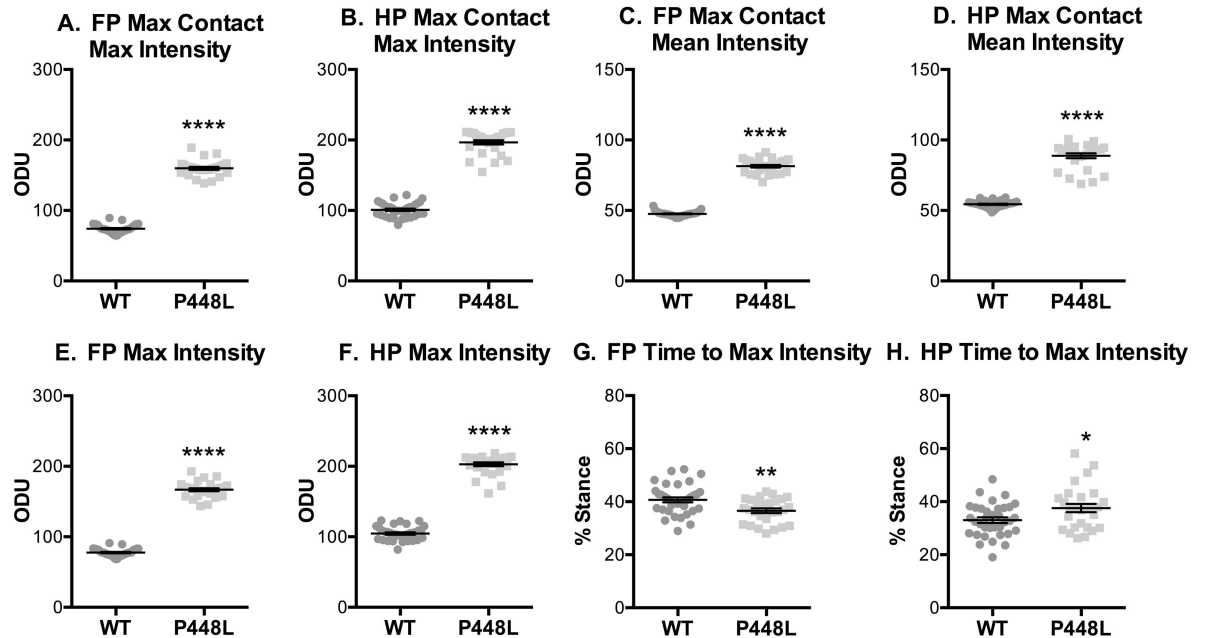 A. FP Max Contact
Max Intensity
300
200
100
0
ODU
****
WT
P448L
B. HP Max Contact
Max Intensity
300
200
100
0
ODU
****
WT
P448L
C. FP Max Contact
Mean Intensity
150
100
50
0
ODU
****
WT
P448L
D. HP Max Contact
Mean Intensity
150
100
50
0
ODU
****
WT
P448L
E. FP Max Intensity
300
200
100
0
ODU
****
WT
P448L
F. HP Max Intensity
300
200
100
0
ODU
****
WT
P448L
G. FP Time to Max Intensity
80
60
40
20
0
% Stance
**
WT
P448L
H. HP Time to Max Intensity
80
60
40
20
0
% Stance
*
WT
P448L